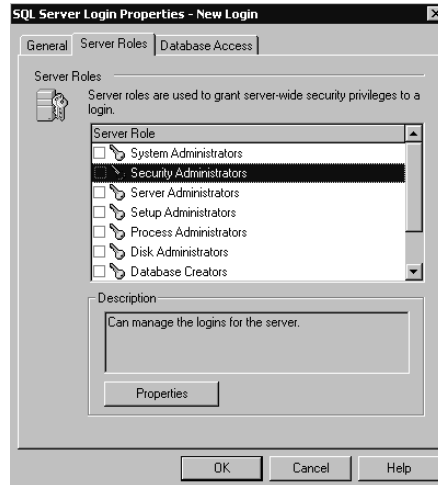 SQL Server Login Properties - New Login
General Server Roles Database Access
Server Roles
Server roles are used to grant server-wide security privileges to a
login.
Server Role
System Administrators
Security Administrators
Server Administrators
Setup Administrators
Process Administrators
Disk Administrators
Database Creators
Description
Can manage the logins for the server.
Properties
OK Cancel Help